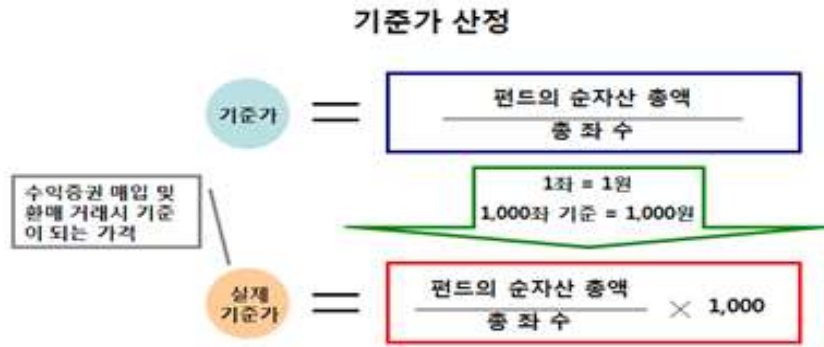 기준가 산정
기준가
펀드의 순자산 총액
총 좌 수
1좌 = 1원
1,000좌 기준 = 1,000원
수익증권 매입 및
환매 거래시 기준
이 되는 가격
실제
기준가
펀드의 순자산 총액
총 좌 수
× 1,000